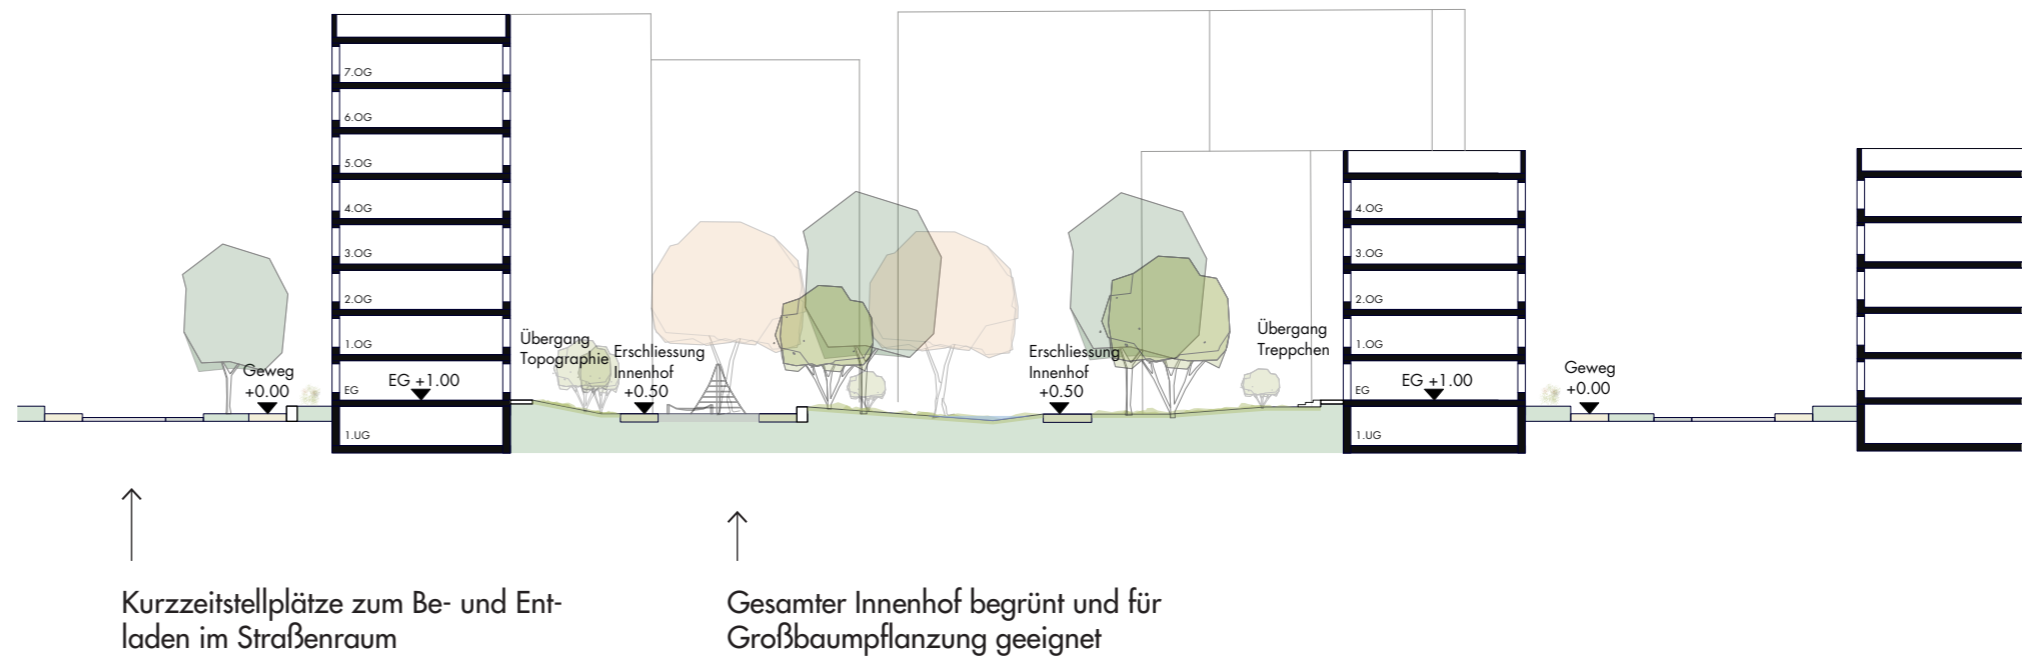 7.OG
6.OG
5.OG
4.OG
3.OG
2.OG
1.OG
EG
EG +1.00
1.UG
Geweg
+0.00
Übergang
Topographie
Erschliessung
Innenhof
+0.50
Erschliessung
Innenhof
+0.50
Übergang
Treppchen
4.OG
3.OG
2.OG
1.OG
EG
EG +1.00
1.UG
Geweg
+0.00
Kurzzeitstellplätze zum Be- und Ent-
laden im Straßenraum
Gesamter Innenhof begrünt und für
Großbaumpflanzung geeignet